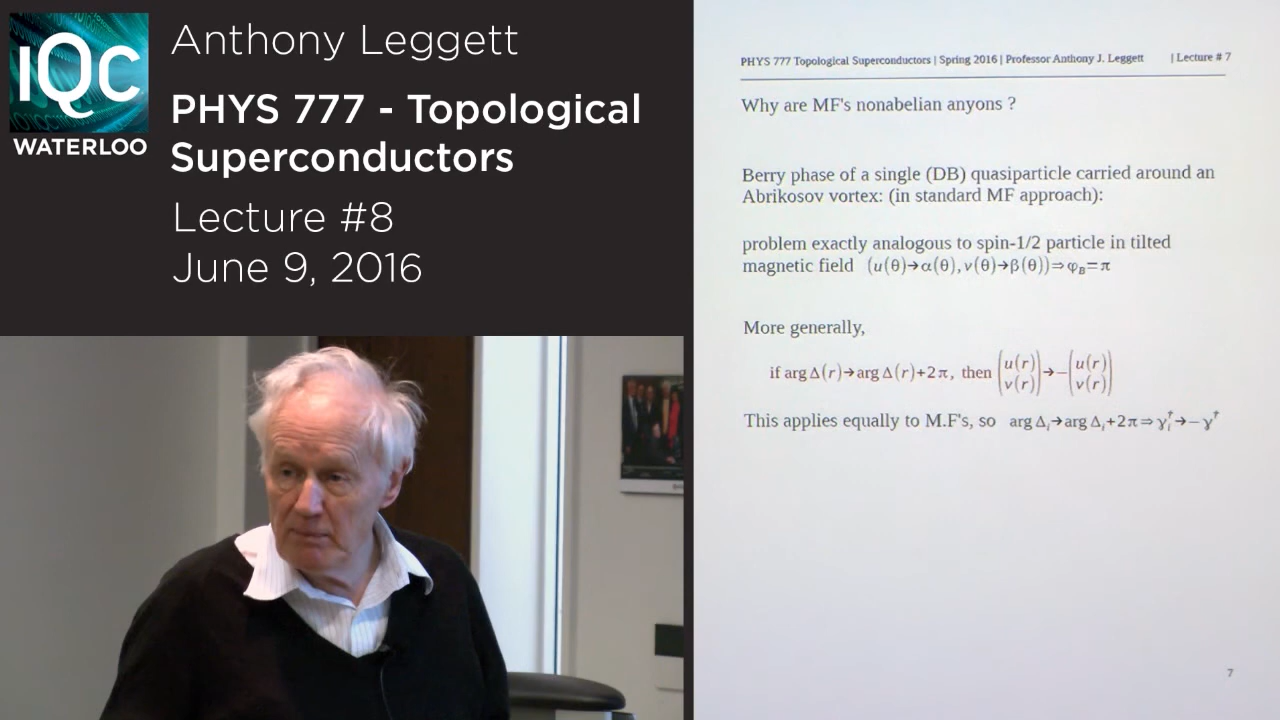 IQC
WATERLOO
Anthony Leggett
PHYS 777 - Topological
Superconductors
Lecture #8
June 9, 2016
PHYS 777 Topological Superconductors | Spring 2016 | Professor Anthony J. Leggett | Lecture # 7
Why are MF's nonabelian anyons ?
Berry phase of a single (DB) quasiparticle carried around an
Abrikosov vortex: (in standard MF approach):
problem exactly analogous to spin-1/2 particle in tilted
magnetic field (u(θ)→α(θ),v(θ)→β(θ))⇒φ_B=π
More generally,
if arg Δ(r)→arg Δ(r)+2π, then (u(r) v(r))→−(u(r) v(r))
This applies equally to M.F's, so arg Δ_i→arg Δ_i+2π⇒γ_i^†→−γ^†
7